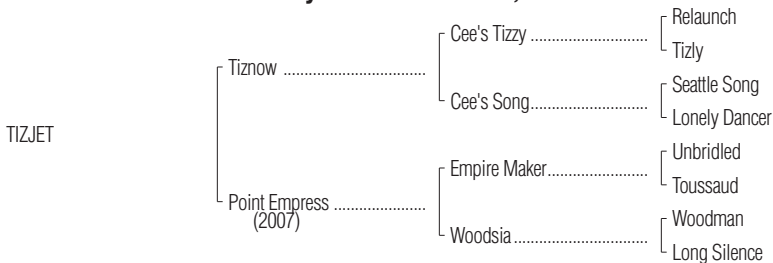 Relaunch
Cee's Tizzy ..............................
Tizly
Tiznow ....................................
Seattle Song
Cee's Song..............................
Lonely Dancer
TIZJET
Unbridled
Empire Maker.........................
Toussaud
Point Empress .......................
(2007)
Woodman
Woodsia..................................
Long Silence